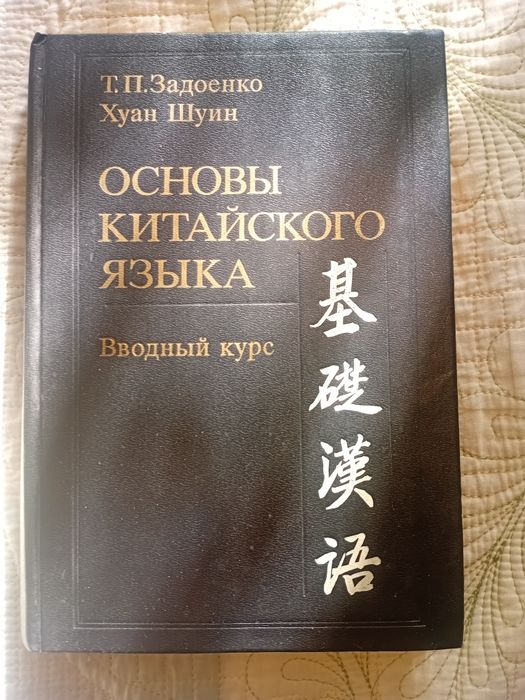 Т. П. Задоенко
Хуан Шуин
ОСНОВЫ
КИТАЙСКОГО
ЯЗЫКА
Вводный курс
基礎漢语